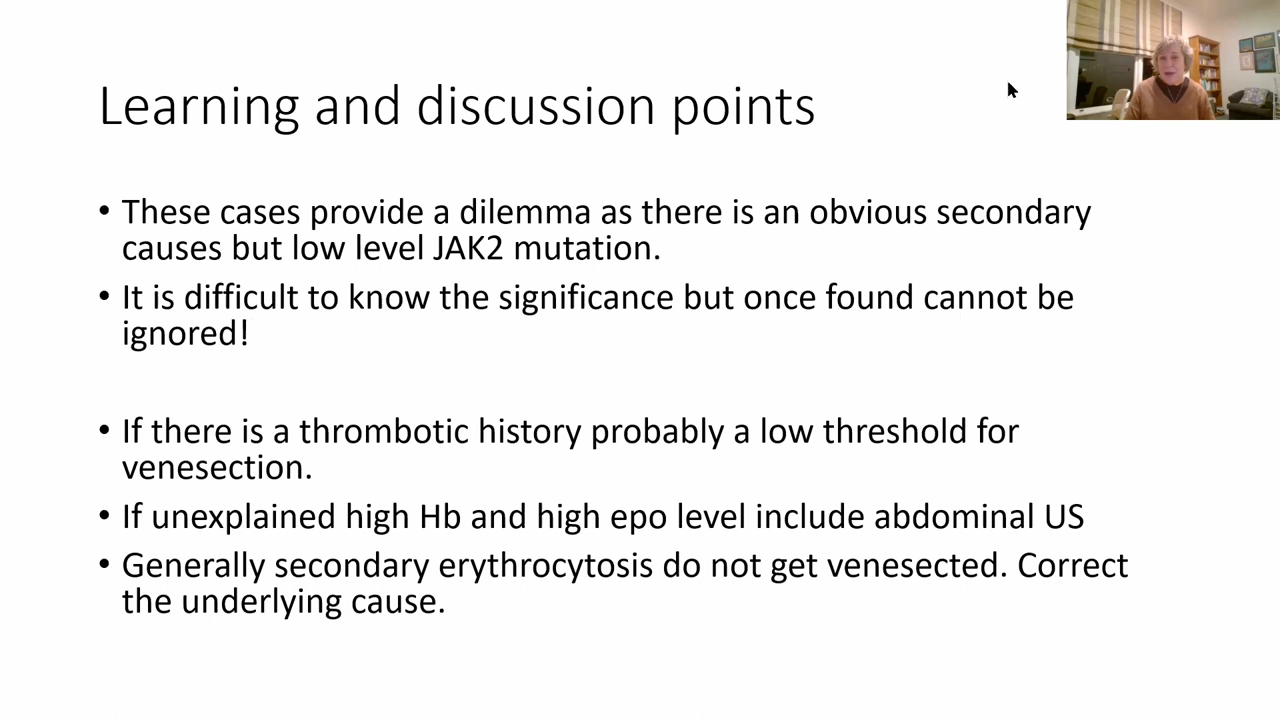 Learning and discussion points
• These cases provide a dilemma as there is an obvious secondary
causes but low level JAK2 mutation.
• It is difficult to know the significance but once found cannot be
ignored!
• If there is a thrombotic history probably a low threshold for
venesection.
• If unexplained high Hb and high epo level include abdominal US
• Generally secondary erythrocytosis do not get venesected. Correct
the underlying cause.